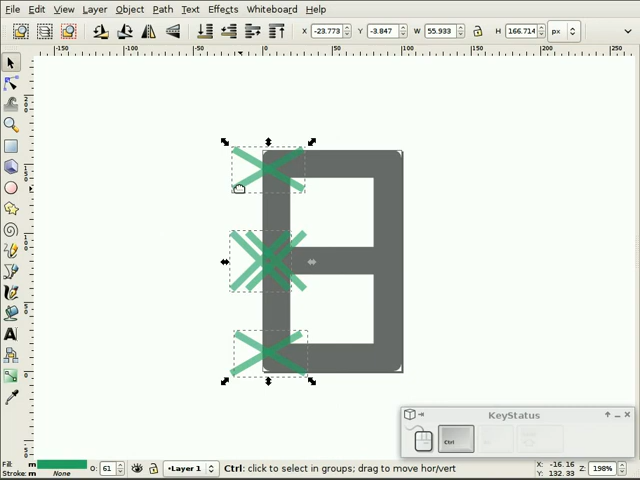 File Edit View Layer Object Path Text Effects Whiteboard Help
X -23.773 Y -3.847 W 55.933 H 166.714 px
-150 -100 -50 0 50 100 150 200 250
KeyStatus
Ctrl
Fill: m
Stroke: m None
O: 61
•Layer 1
Ctrl: click to select in groups; drag to move hor/vert
X: -16.16
Y: 132.33
Z: 198%